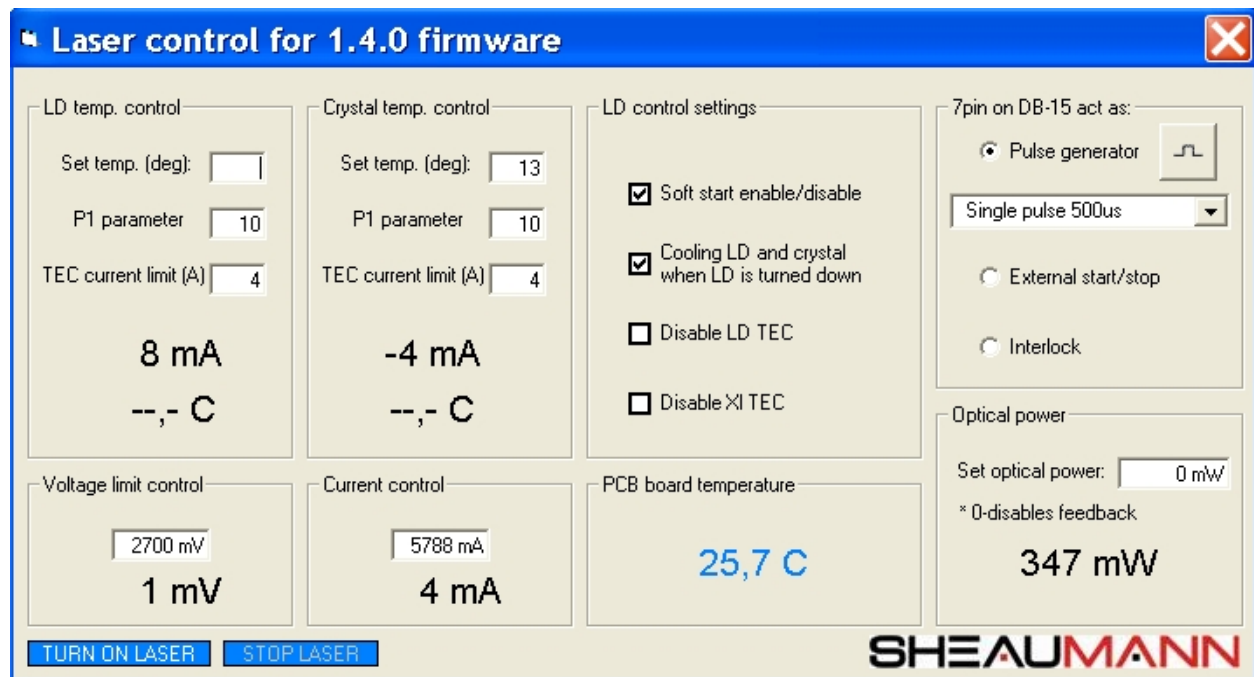 Laser control for 1.4.0 firmware
LD temp. control
Set temp. (deg):
P1 parameter 10
TEC current limit (A) 4
8 mA
--,- C
Crystal temp. control
Set temp. (deg): 13
P1 parameter 10
TEC current limit (A) 4
-4 mA
--,- C
LD control settings
Soft start enable/disable
Cooling LD and crystal
when LD is turned down
Disable LD TEC
Disable XI TEC
7pin on DB-15 act as:
Pulse generator
Single pulse 500us
External start/stop
Interlock
Voltage limit control
2700 mV
1 mV
Current control
5788 mA
4 mA
PCB board temperature
25,7 C
Optical power
Set optical power: 0 mW
* 0-disables feedback
347 mW
TURN ON LASER STOP LASER
SHEAUMANN